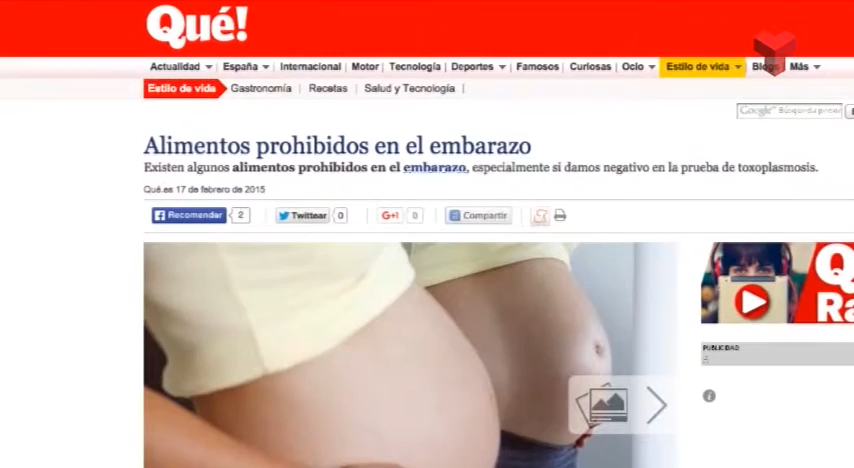 Qué!
Actualidad España Internacional Motor Tecnología Deportes Famosos Curiosas Ocio Estilo de vida Blogs Más
Estilo de vida Gastronomía | Recetas | Salud y Tecnología |
Google
Alimentos prohibidos en el embarazo
Existen algunos alimentos prohibidos en el embarazo, especialmente si damos negativo en la prueba de toxoplasmosis.
Qué.es 17 de febrero de 2015
Recomendar 2 Twittear 0 G+1 0 Compartir
Q
Ra
PUBLICIDAD